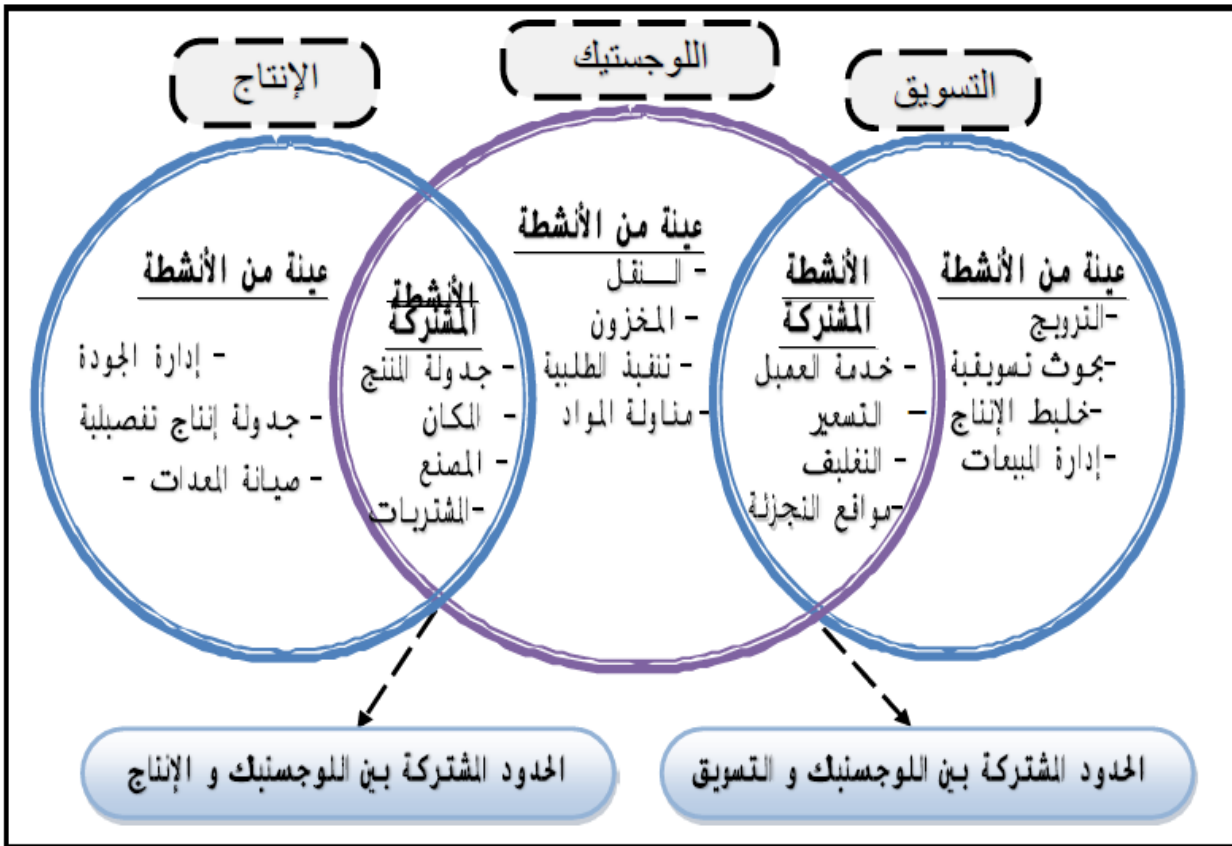 التسويق
اللوجستيك
الإنتاج
عينة من الأنشطة
-الترويج
-بحوث تسويقية
-خليط الإنتاج
-إدارة المبيعات
الأنشطة
المشتركة
- خدمة العميل
- التسعير
- التغليف
-مواقع التجزئة
عينة من الأنشطة
- الـــنقل
- المخزون
- تنفيذ الطلبية
-مناولة المواد
الأنشطة
المشتركة
- جدولة المنتج
- المكان
- المصنع
-المشتريات
عينة من الأنشطة
- إدارة الجودة
- جدولة إنتاج تفصيلية
- صيانة المعدات -
الحدود المشتركة بين اللوجستيك و التسويق
الحدود المشتركة بين اللوجستيك و الإنتاج